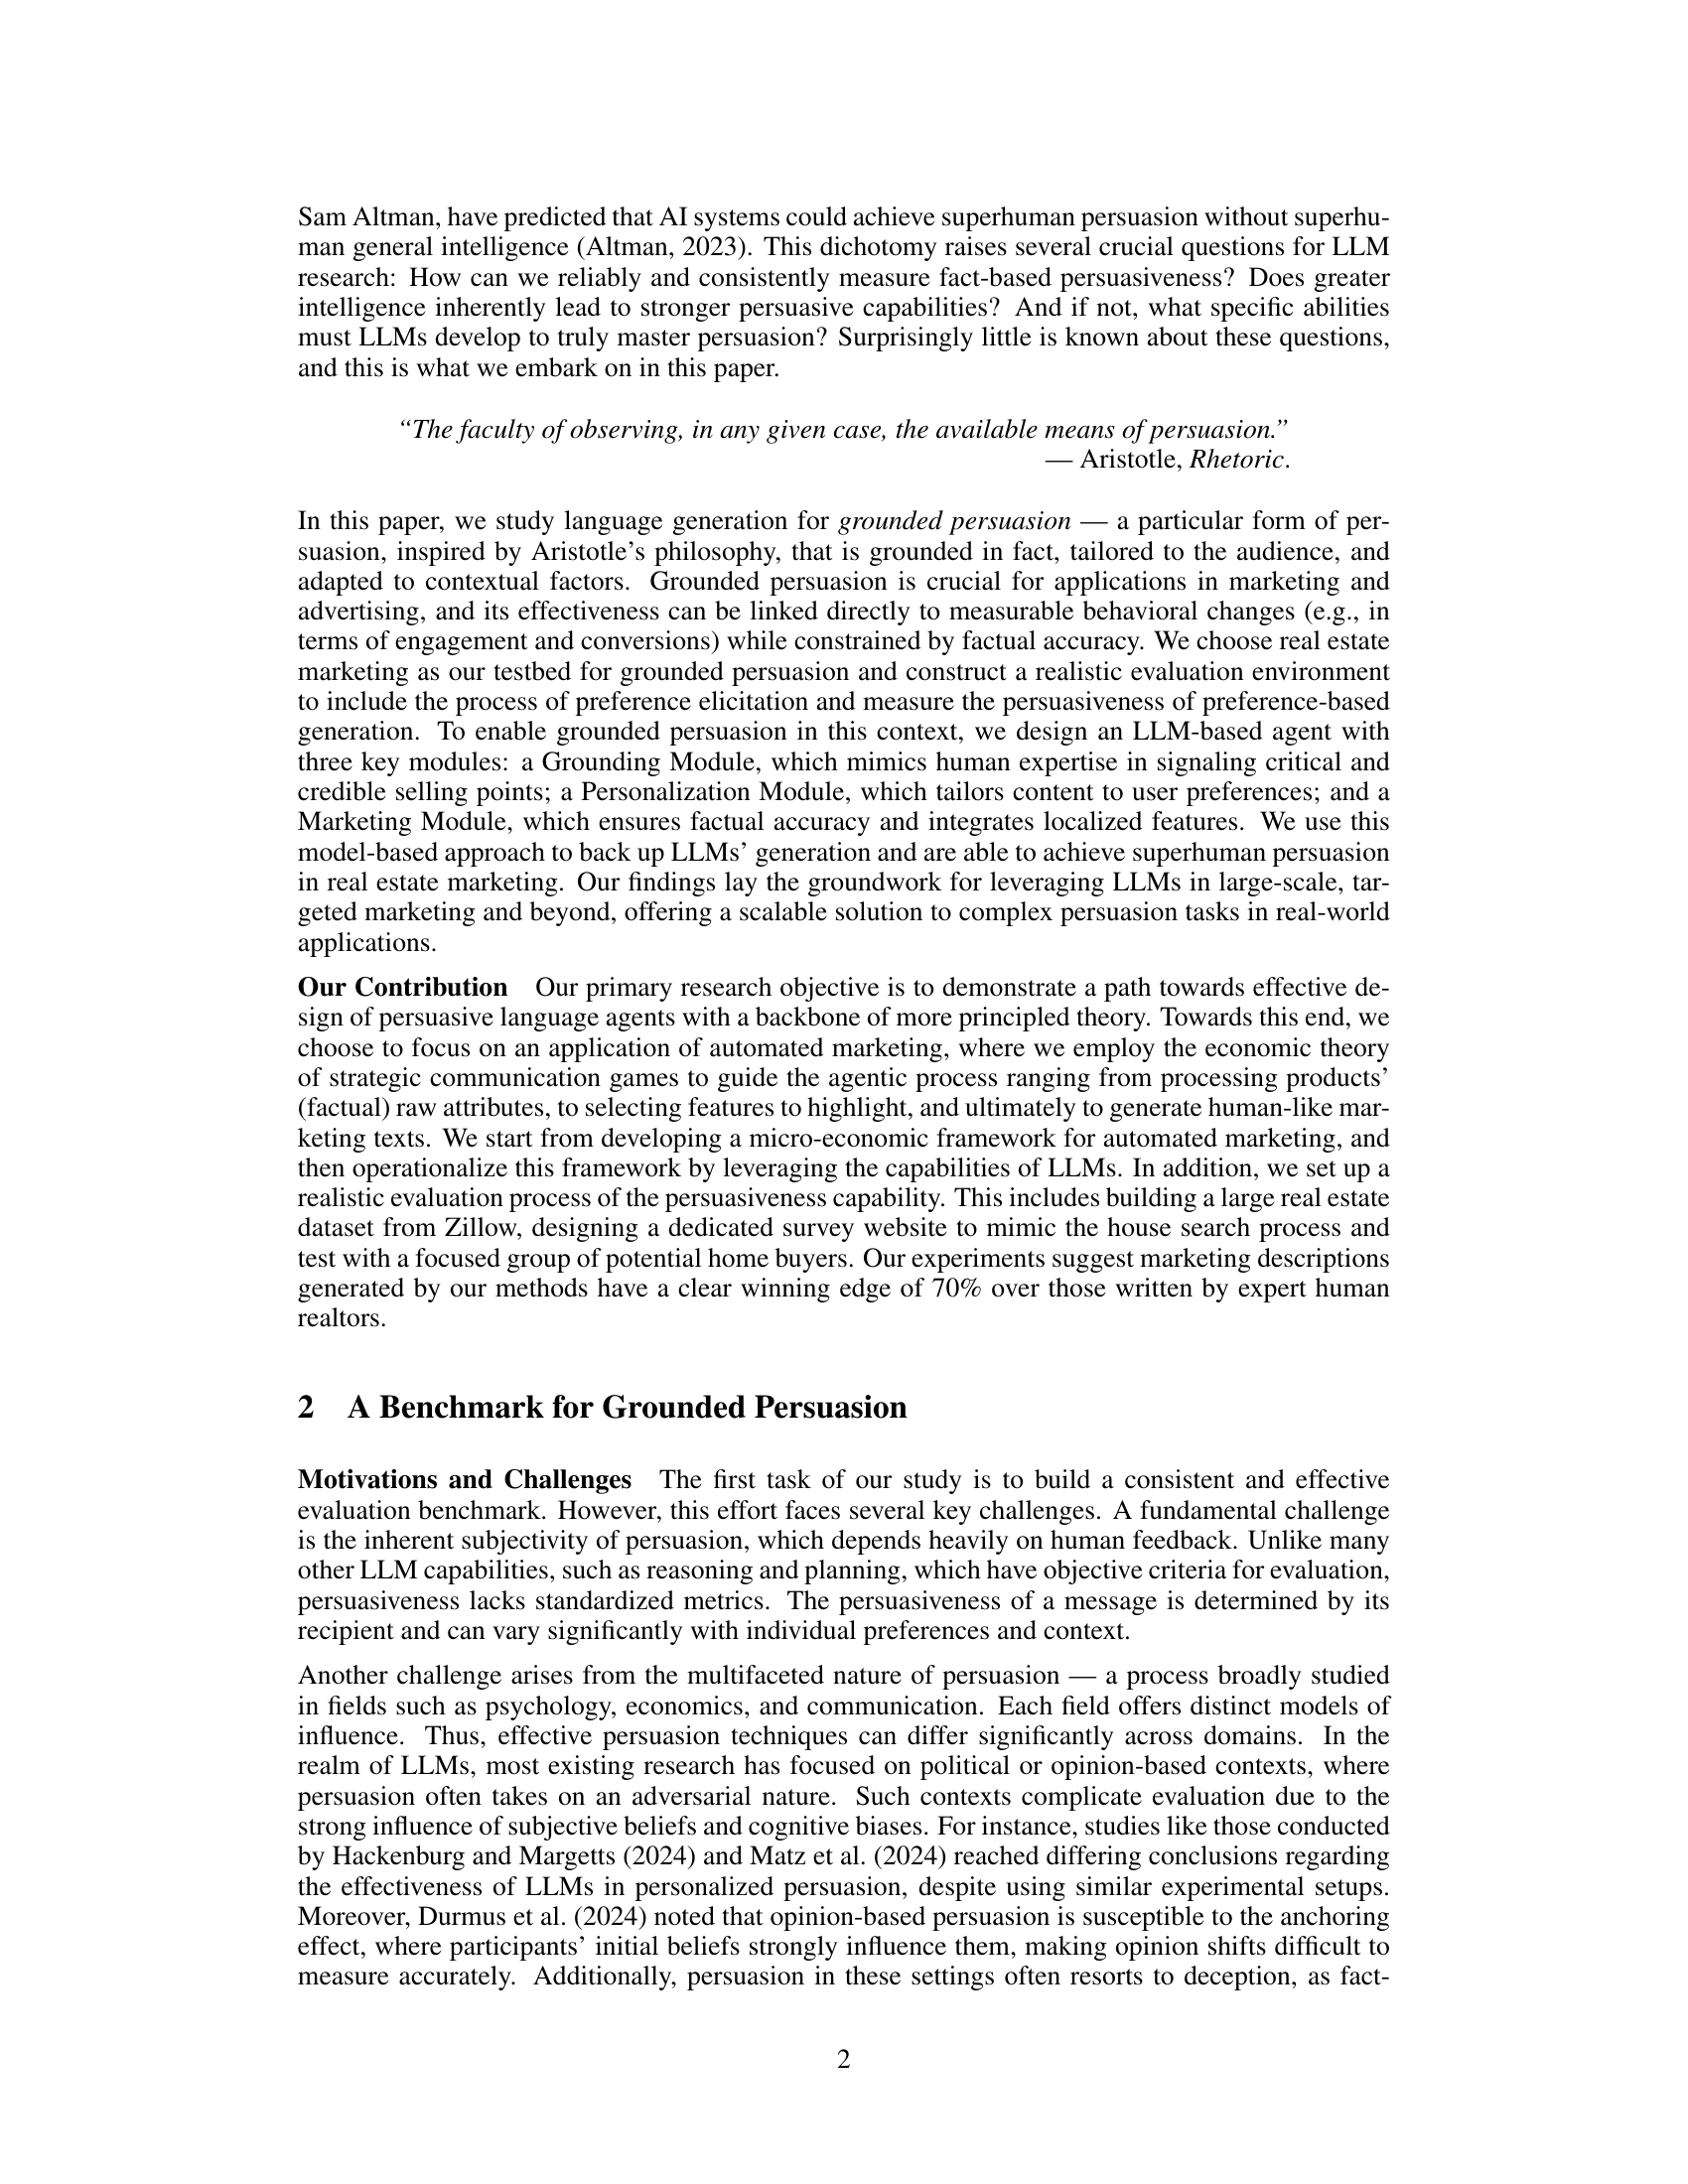 Sam Altman, have predicted that AI systems could achieve superhuman persuasion without superhu-
man general intelligence (Altman, 2023). This dichotomy raises several crucial questions for LLM
research: How can we reliably and consistently measure fact-based persuasiveness? Does greater
intelligence inherently lead to stronger persuasive capabilities? And if not, what specific abilities
must LLMs develop to truly master persuasion? Surprisingly little is known about these questions,
and this is what we embark on in this paper.
“The faculty of observing, in any given case, the available means of persuasion.”
— Aristotle, Rhetoric.
In this paper, we study language generation for grounded persuasion — a particular form of per-
suasion, inspired by Aristotle’s philosophy, that is grounded in fact, tailored to the audience, and
adapted to contextual factors. Grounded persuasion is crucial for applications in marketing and
advertising, and its effectiveness can be linked directly to measurable behavioral changes (e.g., in
terms of engagement and conversions) while constrained by factual accuracy. We choose real estate
marketing as our testbed for grounded persuasion and construct a realistic evaluation environment
to include the process of preference elicitation and measure the persuasiveness of preference-based
generation. To enable grounded persuasion in this context, we design an LLM-based agent with
three key modules: a Grounding Module, which mimics human expertise in signaling critical and
credible selling points; a Personalization Module, which tailors content to user preferences; and a
Marketing Module, which ensures factual accuracy and integrates localized features. We use this
model-based approach to back up LLMs’ generation and are able to achieve superhuman persuasion
in real estate marketing. Our findings lay the groundwork for leveraging LLMs in large-scale, tar-
geted marketing and beyond, offering a scalable solution to complex persuasion tasks in real-world
applications.
Our Contribution Our primary research objective is to demonstrate a path towards effective de-
sign of persuasive language agents with a backbone of more principled theory. Towards this end, we
choose to focus on an application of automated marketing, where we employ the economic theory
of strategic communication games to guide the agentic process ranging from processing products’
(factual) raw attributes, to selecting features to highlight, and ultimately to generate human-like mar-
keting texts. We start from developing a micro-economic framework for automated marketing, and
then operationalize this framework by leveraging the capabilities of LLMs. In addition, we set up a
realistic evaluation process of the persuasiveness capability. This includes building a large real estate
dataset from Zillow, designing a dedicated survey website to mimic the house search process and
test with a focused group of potential home buyers. Our experiments suggest marketing descriptions
generated by our methods have a clear winning edge of 70% over those written by expert human
realtors.
2 A Benchmark for Grounded Persuasion
Motivations and Challenges The first task of our study is to build a consistent and effective
evaluation benchmark. However, this effort faces several key challenges. A fundamental challenge
is the inherent subjectivity of persuasion, which depends heavily on human feedback. Unlike many
other LLM capabilities, such as reasoning and planning, which have objective criteria for evaluation,
persuasiveness lacks standardized metrics. The persuasiveness of a message is determined by its
recipient and can vary significantly with individual preferences and context.
Another challenge arises from the multifaceted nature of persuasion — a process broadly studied
in fields such as psychology, economics, and communication. Each field offers distinct models of
influence. Thus, effective persuasion techniques can differ significantly across domains. In the
realm of LLMs, most existing research has focused on political or opinion-based contexts, where
persuasion often takes on an adversarial nature. Such contexts complicate evaluation due to the
strong influence of subjective beliefs and cognitive biases. For instance, studies like those conducted
by Hackenburg and Margetts (2024) and Matz et al. (2024) reached differing conclusions regarding
the effectiveness of LLMs in personalized persuasion, despite using similar experimental setups.
Moreover, Durmus et al. (2024) noted that opinion-based persuasion is susceptible to the anchoring
effect, where participants’ initial beliefs strongly influence them, making opinion shifts difficult to
measure accurately. Additionally, persuasion in these settings often resorts to deception, as fact-
2